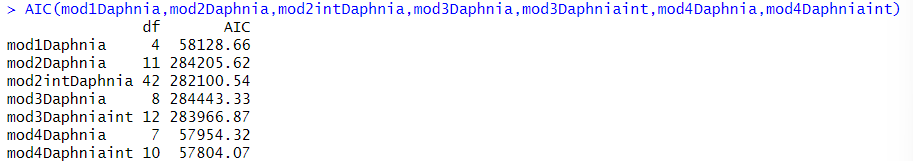 > AIC(mod1Daphnia,mod2Daphnia,mod2intDaphnia,mod3Daphnia,mod3Daphniaint,mod4Daphnia,mod4Daphniaint)
df AIC
mod1Daphnia 4 58128.66
mod2Daphnia 11 284205.62
mod2intDaphnia 42 282100.54
mod3Daphnia 8 284443.33
mod3Daphniaint 12 283966.87
mod4Daphnia 7 57954.32
mod4Daphniaint 10 57804.07